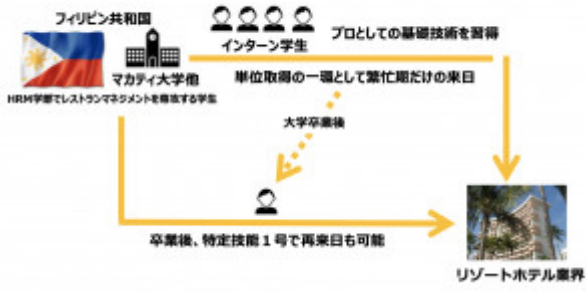 フィリピン共和国
マカティ大学他
HRM学部でレストランマネジメントを専攻する学生
インターン学生
プロとしての基礎技術を習得
単位取得の一環として繁忙期だけの来日
大学卒業後
卒業後、特定技能1号で再来日も可能
リゾートホテル業界